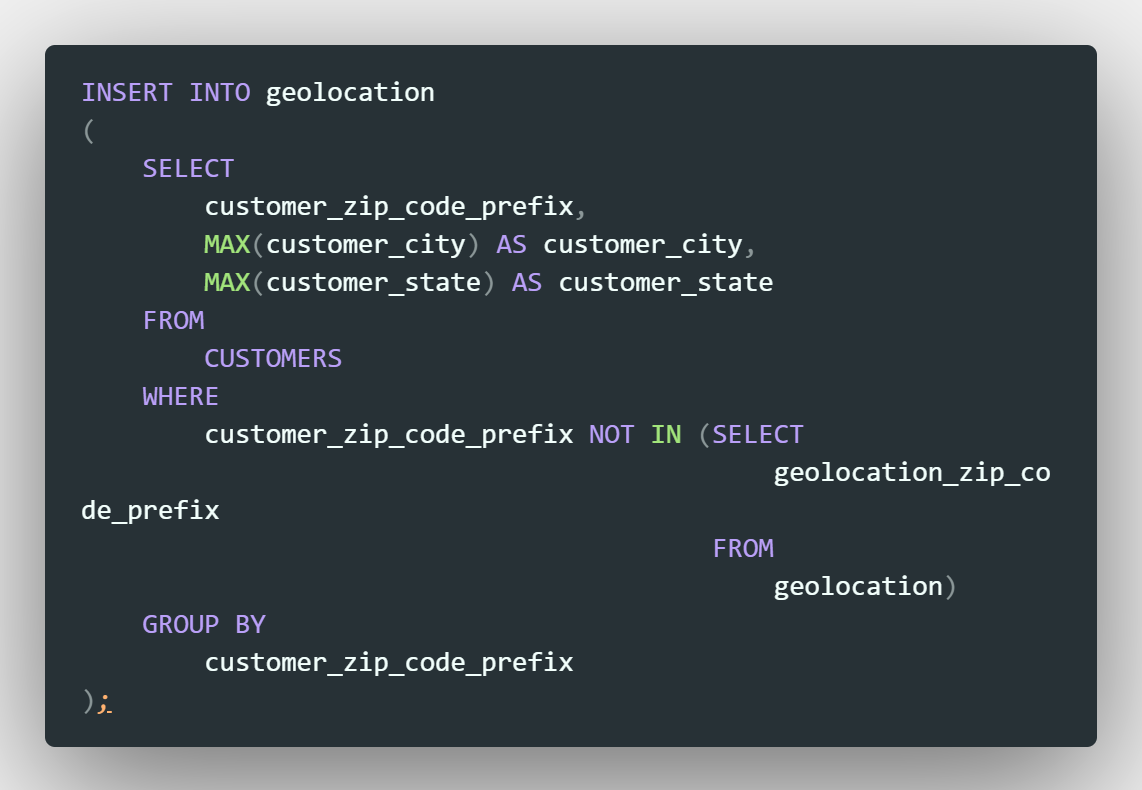 INSERT INTO geolocation
(
    SELECT
        customer_zip_code_prefix,
        MAX(customer_city) AS customer_city,
        MAX(customer_state) AS customer_state
    FROM
        CUSTOMERS
    WHERE
        customer_zip_code_prefix NOT IN (SELECT
                                             geolocation_zip_co
de_prefix
                                         FROM
                                             geolocation)
    GROUP BY
        customer_zip_code_prefix
);